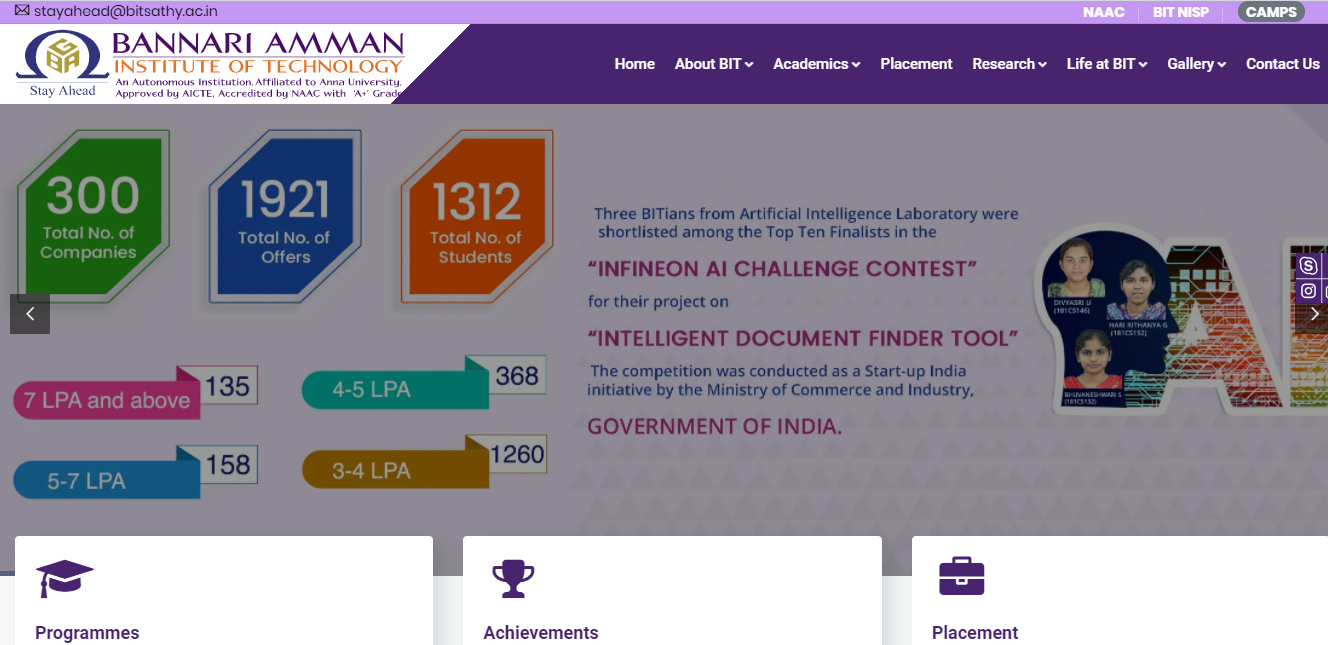 stayahead@bitsathy.ac.in
NAAC
BIT NISP
CAMPS
BANNARI AMMAN
INSTITUTE OF TECHNOLOGY
An Autonomous Institution, Affiliated to Anna University,
Approved by AICTE, Accredited by NAAC with 'A+' Grade
Stay Ahead
Home
About BIT
Academics
Placement
Research
Life at BIT
Gallery
Contact Us
300
Total No. of
Companies
1921
Total No. of
Offers
1312
Total No. of
Students
7 LPA and above
135
4-5 LPA
368
5-7 LPA
158
3-4 LPA
1260
Three BITians from Artificial Intelligence Laboratory were
shortlisted among the Top Ten Finalists in the
“INFINEON AI CHALLENGE CONTEST”
for their project on
“INTELLIGENT DOCUMENT FINDER TOOL”
The competition was conducted as a Start-up India
initiative by the Ministry of Commerce and Industry,
GOVERNMENT OF INDIA.
DIVYASRI U
(181CS146)
HARI RITHANYA G
(181CS152)
BHUVANESHWARI S
(181CS132)
Programmes
Achievements
Placement